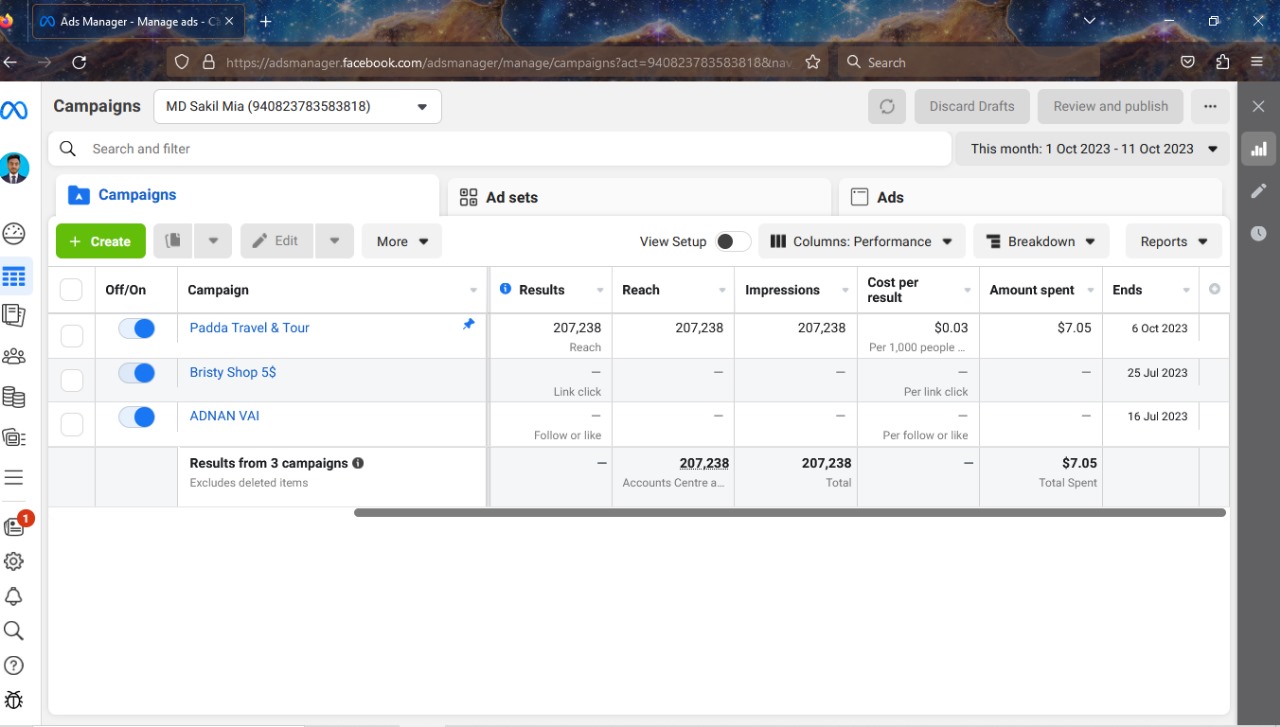 Ads Manager - Manage ads - C
https://adsmanager.facebook.com/adsmanager/manage/campaigns?act=940823783583818&nav
Search
Campaigns
MD Sakil Mia (940823783583818)
Discard Drafts
Review and publish
Search and filter
This month: 1 Oct 2023 - 11 Oct 2023
Campaigns
Ad sets
Ads
+ Create
Edit
More
View Setup
Columns: Performance
Breakdown
Reports
Off/On
Campaign
Results
Reach
Impressions
Cost per
result
Amount spent
Ends
Padda Travel & Tour
207,238
207,238
207,238
$0.03
$7.05
6 Oct 2023
Reach
Per 1,000 people ...
Bristy Shop 5$
—
—
—
—
—
25 Jul 2023
Link click
Per link click
ADNAN VAI
—
—
—
—
—
16 Jul 2023
Follow or like
Per follow or like
Results from 3 campaigns
—
207,238
207,238
—
$7.05
Excludes deleted items
Accounts Centre a...
Total
Total Spent
1